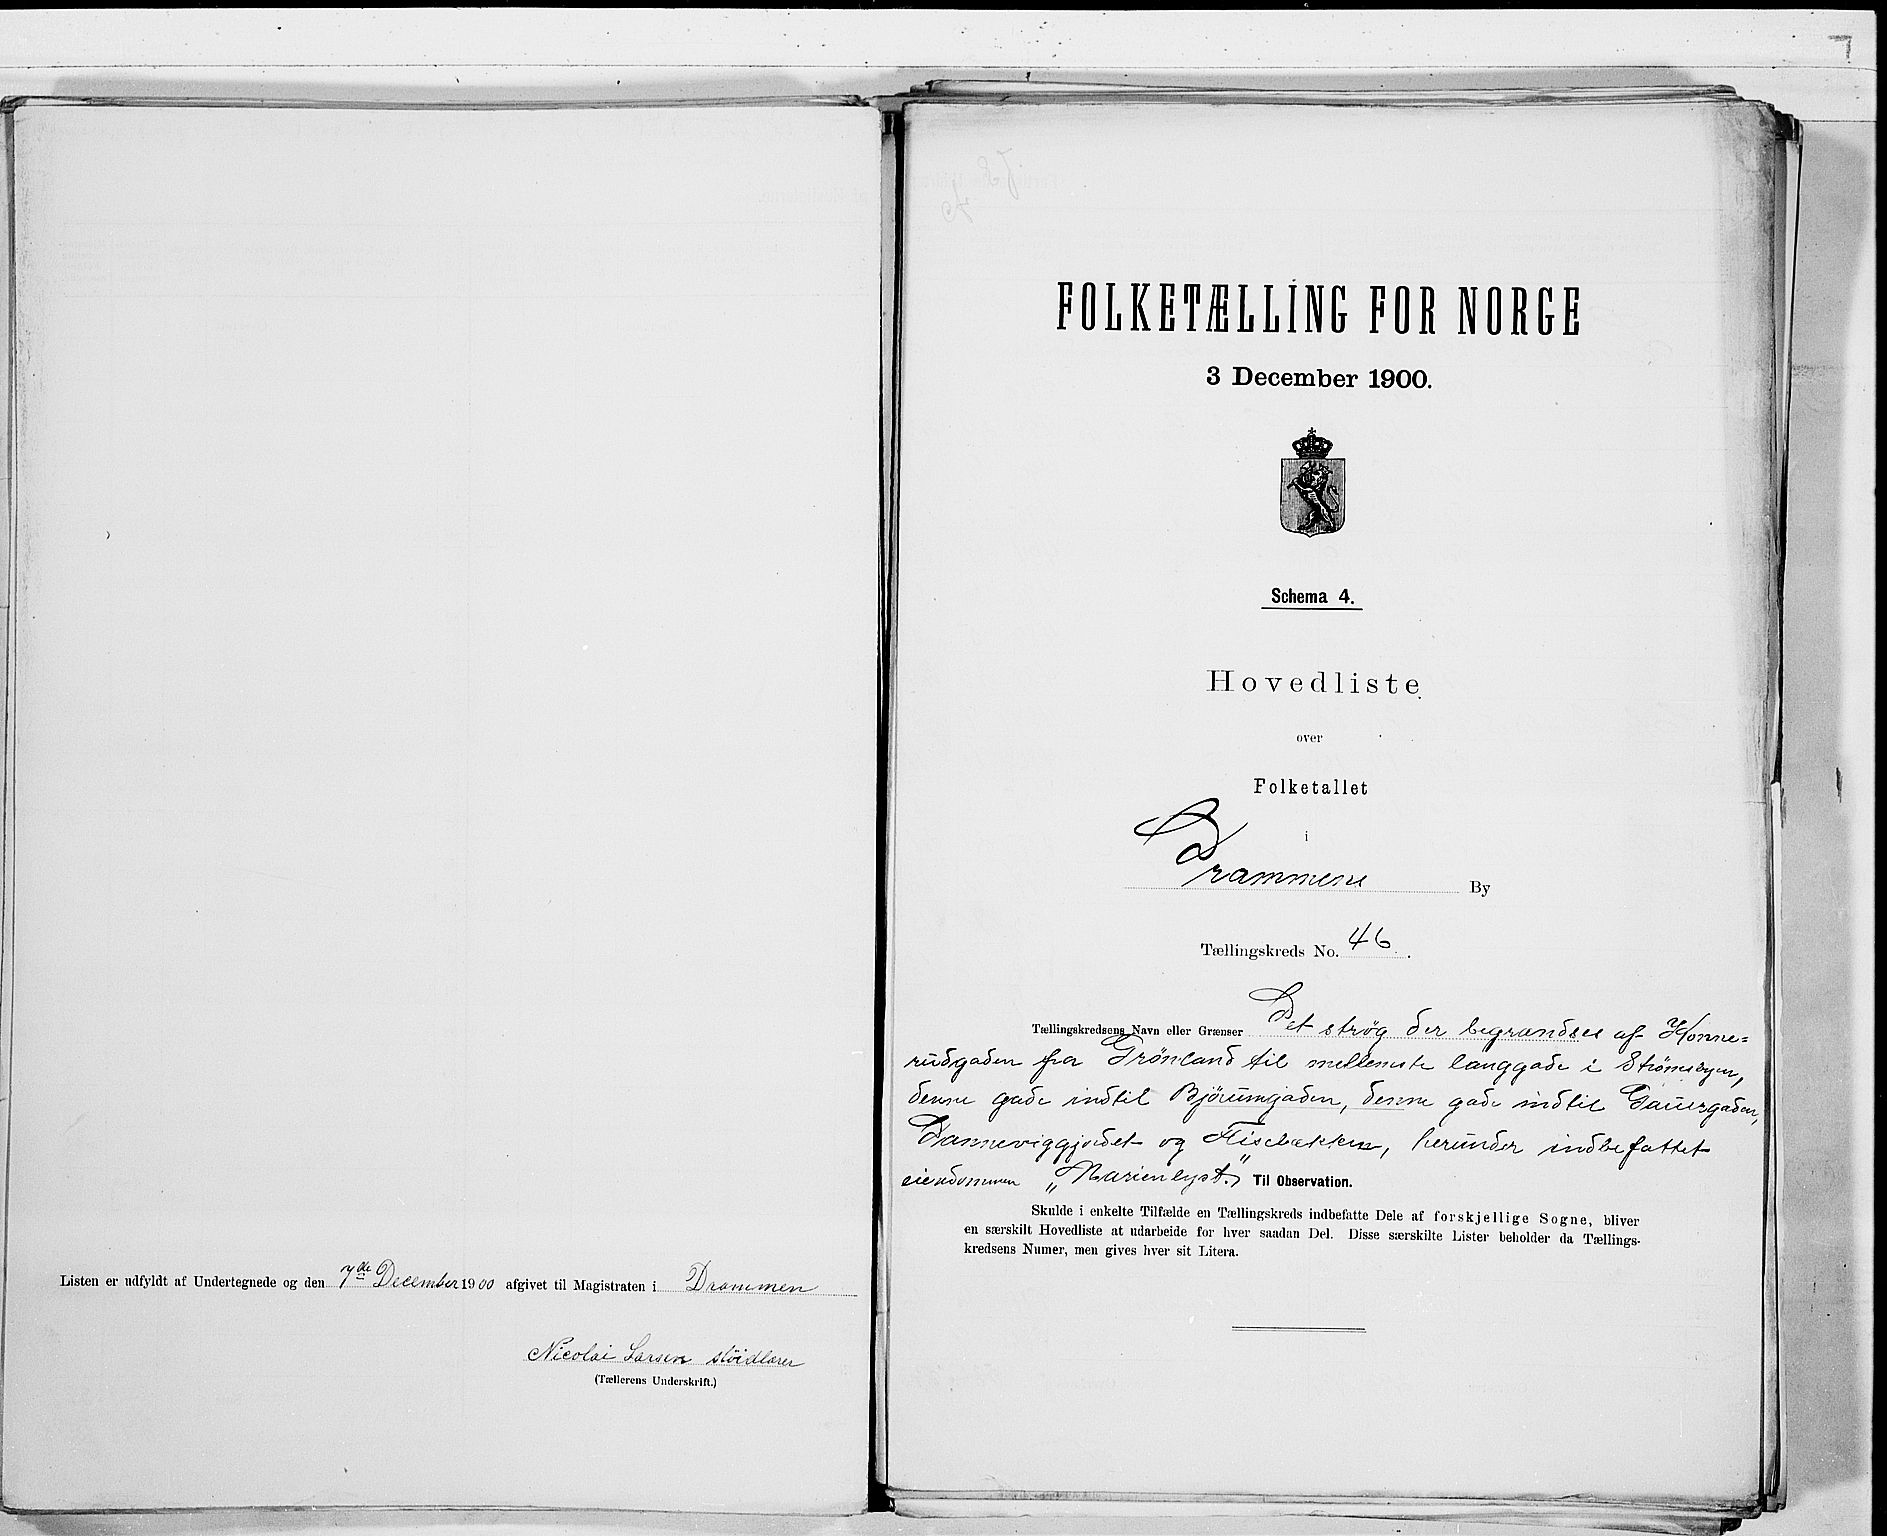 Listen er udfyldt af Undertegnede og den 7de December 1900 afgivet til Magistraten i Drammen
Nicolai Larsen sløidlærer
(Tællerens Underskrift.)
FOLKETÆLLING FOR NORGE
3 December 1900.
Schema 4.
Hovedliste
over
Folketallet
i
Drammens By
Tællingskreds No. 46.
Tællingskredsens Navn eller Grænser Det strøg der begrændses af Konne=
rudgaden fra Grønland til mellemste langgade i Strømsbyen,
denne gade indtil Bjørumgaden, denne gade indtil Gauersgaden,
Danneviggjordet og Flisebækken, herunder indbefattet
eiendommen „Marienlyst."
Til Observation.
Skulde i enkelte Tilfælde en Tællingskreds indbefatte Dele af forskjellige Sogne, bliver
en særskilt Hovedliste at udarbeide for hver saadan Del. Disse særskilte Lister beholder da Tællings-
kredsens Numer, men gives hver sit Litera.